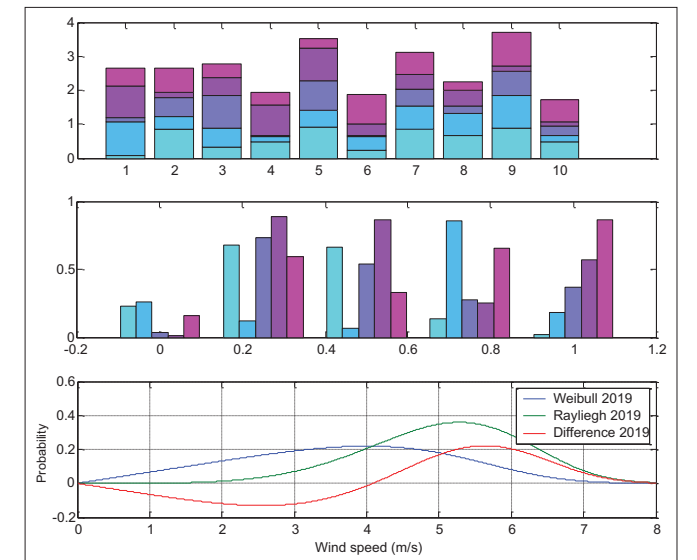 4
3
2
1
0
1 2 3 4 5 6 7 8 9 10
1
0.5
0
-0.2 0 0.2 0.4 0.6 0.8 1 1.2
0.6
0.4
0.2
0
-0.2
Probability
Weibull 2019
Rayliegh 2019
Difference 2019
0 1 2 3 4 5 6 7 8
Wind speed (m/s)